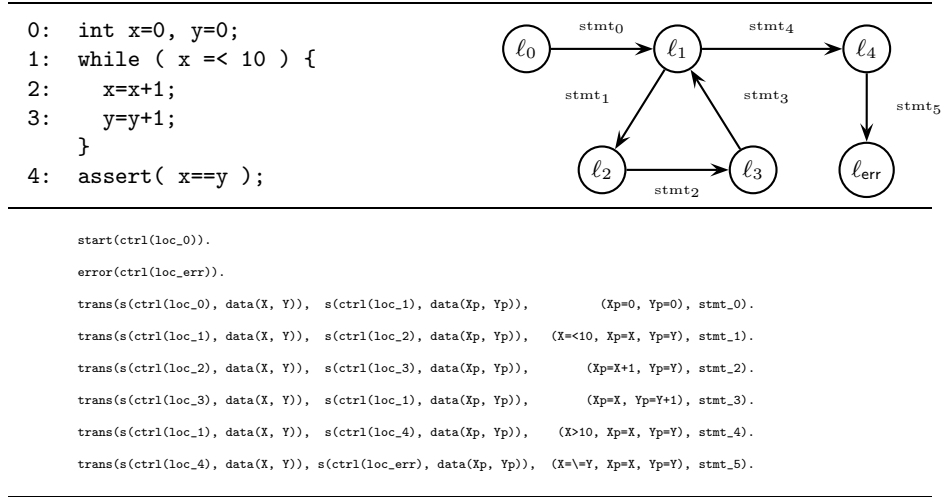 0: int x=0, y=0;
1: while ( x =< 10 ) {
2: x=x+1;
3: y=y+1;
}
4: assert( x==y );
stmt₀
stmt₄
ℓ₀
ℓ₁
ℓ₄
stmt₁
stmt₃
stmt₅
ℓ₂
ℓ₃
ℓerr
stmt₂
start(ctrl(loc_0)).
error(ctrl(loc_err)).
trans(s(ctrl(loc_0), data(X, Y)), s(ctrl(loc_1), data(Xp, Yp)), (Xp=0, Yp=0), stmt_0).
trans(s(ctrl(loc_1), data(X, Y)), s(ctrl(loc_2), data(Xp, Yp)), (X=<10, Xp=X, Yp=Y), stmt_1).
trans(s(ctrl(loc_2), data(X, Y)), s(ctrl(loc_3), data(Xp, Yp)), (Xp=X+1, Yp=Y), stmt_2).
trans(s(ctrl(loc_3), data(X, Y)), s(ctrl(loc_1), data(Xp, Yp)), (Xp=X, Yp=Y+1), stmt_3).
trans(s(ctrl(loc_1), data(X, Y)), s(ctrl(loc_4), data(Xp, Yp)), (X>10, Xp=X, Yp=Y), stmt_4).
trans(s(ctrl(loc_4), data(X, Y)), s(ctrl(loc_err), data(Xp, Yp)), (X=\=Y, Xp=X, Yp=Y), stmt_5).